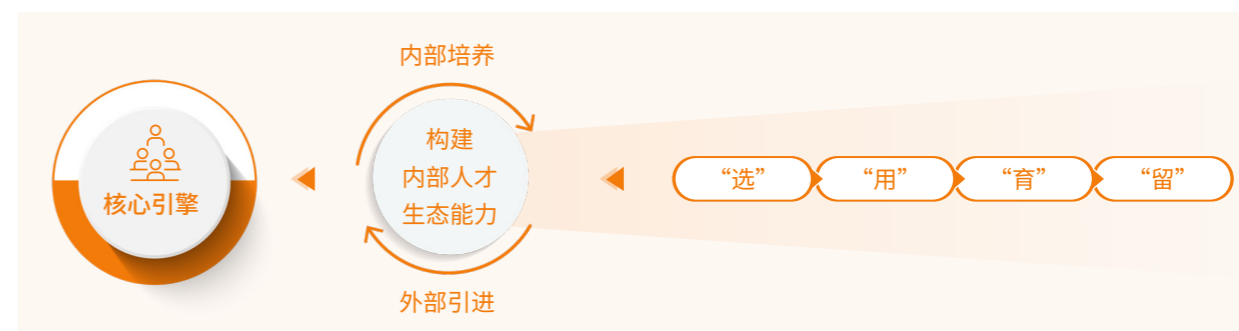 内部培养
核心引擎
构建
内部人才
生态能力
外部引进
“选”
“用”
“育”
“留”